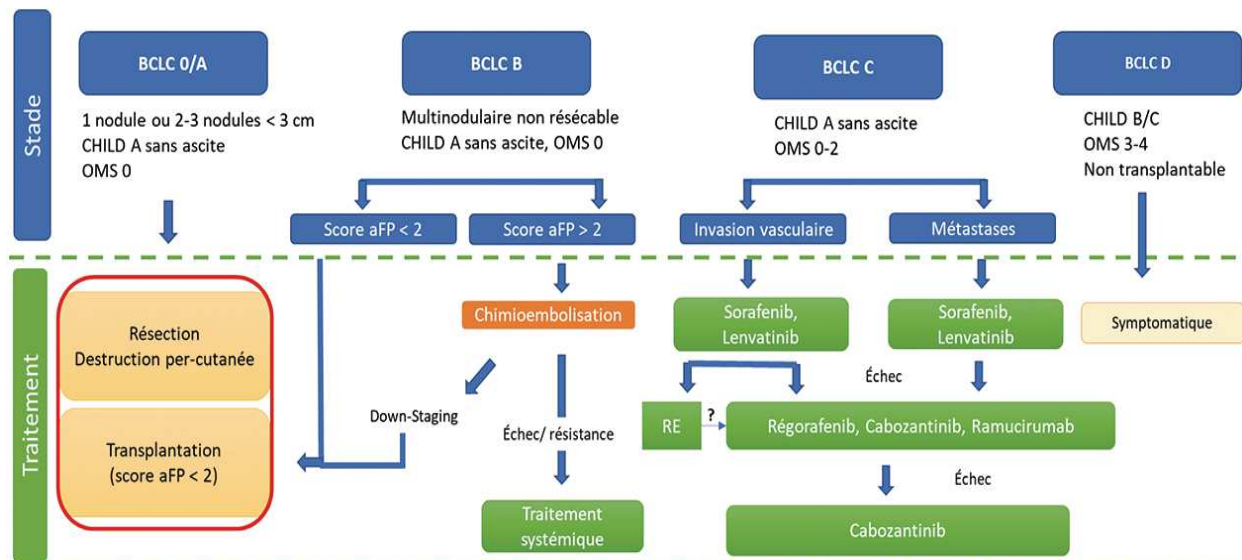 Stade
BCLC 0/A
1 nodule ou 2-3 nodules < 3 cm
CHILD A sans ascite
OMS 0
BCLC B
Multinodulaire non résécable
CHILD A sans ascite, OMS 0
Score aFP < 2
Score aFP > 2
BCLC C
CHILD A sans ascite
OMS 0-2
Invasion vasculaire
Métastases
BCLC D
CHILD B/C
OMS 3-4
Non transplantable
Traitement
Résection
Destruction per-cutanée
Transplantation
(score aFP < 2)
Chimioembolisation
Down-Staging
Échec/ résistance
Traitement
systémique
Sorafenib,
Lenvatinib
Sorafenib,
Lenvatinib
Échec
RE
?
Régorafenib, Cabozantinib, Ramucirumab
Échec
Cabozantinib
Symptomatique